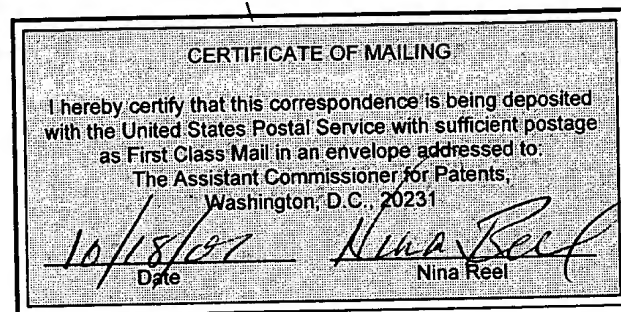 CERTIFICATE OF MAILING
I hereby certify that this correspondence is being deposited
with the United States Postal Service with sufficient postage
as First Class Mail in an envelope addressed to:
The Assistant Commissioner for Patents,
Washington, D.C., 20231
10/18/01 Nina Reel
Date Nina Reel